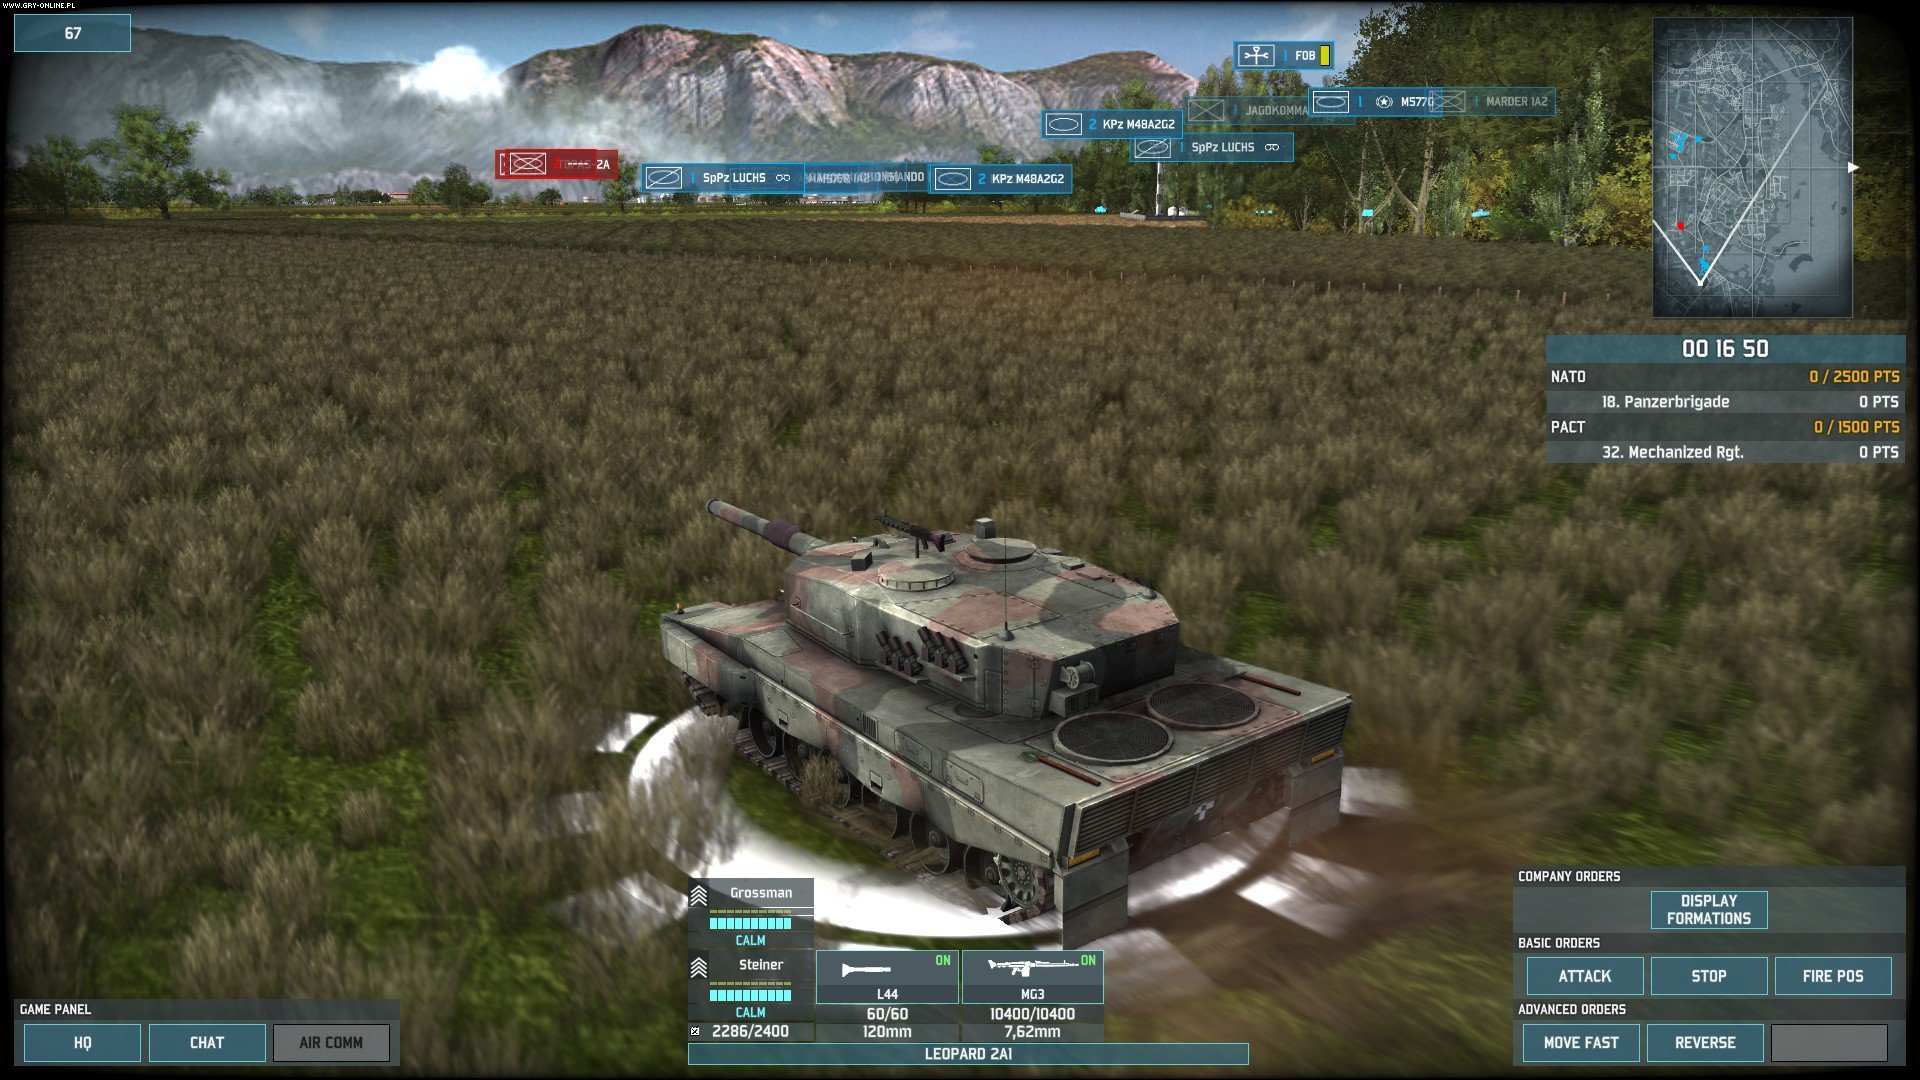 WWW.GRY-ONLINE.PL
67
1 FOB
2 KPz M48A2G2
1 JAGDKOMMA
1 M577G
1 MARDER 1A2
1 SpPz LUCHS
2A
1 SpPz LUCHS
2 KPz M48A2G2
00 16 50
NATO 0 / 2500 PTS
18. Panzerbrigade 0 PTS
PACT 0 / 1500 PTS
32. Mechanized Rgt. 0 PTS
Grossman
CALM
Steiner
CALM
2286/2400
ON
L44
60/60
120mm
ON
MG3
10400/10400
7,62mm
LEOPARD 2A1
GAME PANEL
HQ CHAT AIR COMM
COMPANY ORDERS
DISPLAY
FORMATIONS
BASIC ORDERS
ATTACK STOP FIRE POS
ADVANCED ORDERS
MOVE FAST REVERSE